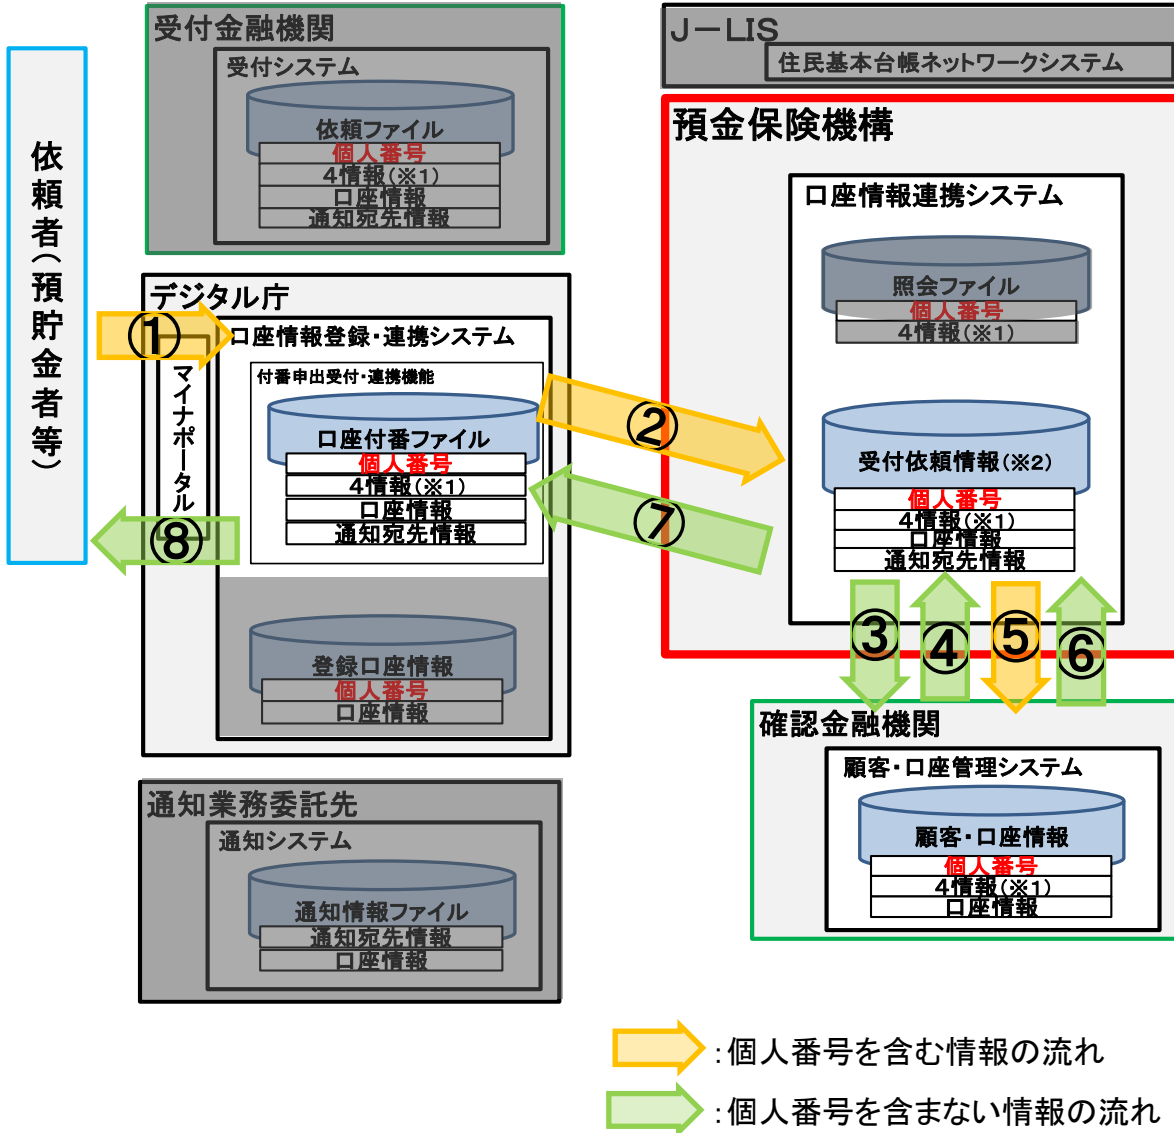 受付金融機関
受付システム
依頼ファイル
個人番号
4情報(※1)
口座情報
通知宛先情報
J－LIS
住民基本台帳ネットワークシステム
依頼者（預貯金者等）
預金保険機構
口座情報連携システム
照会ファイル
個人番号
4情報(※1)
受付依頼情報(※2)
個人番号
4情報(※1)
口座情報
通知宛先情報
デジタル庁
①
口座情報登録・連携システム
マイナポータル
付番申出受付・連携機能
口座付番ファイル
個人番号
4情報(※1)
口座情報
通知宛先情報
②
⑦
⑧
登録口座情報
個人番号
口座情報
③
④
⑤
⑥
確認金融機関
顧客・口座管理システム
顧客・口座情報
個人番号
4情報(※1)
口座情報
通知業務委託先
通知システム
通知情報ファイル
通知宛先情報
口座情報
：個人番号を含む情報の流れ
：個人番号を含まない情報の流れ